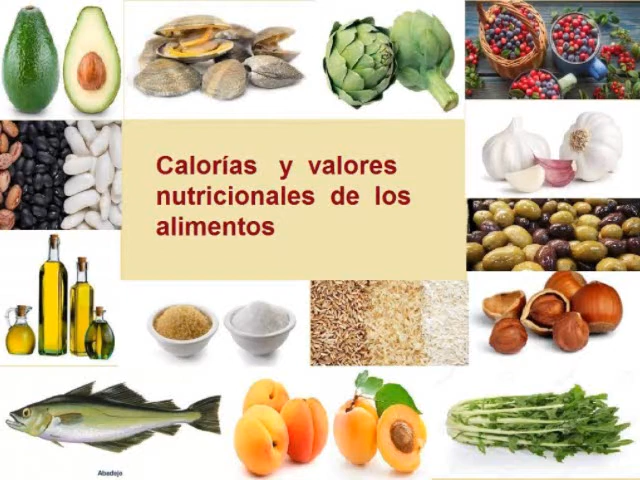 Calorías y valores
nutricionales de los
alimentos
Abadejo